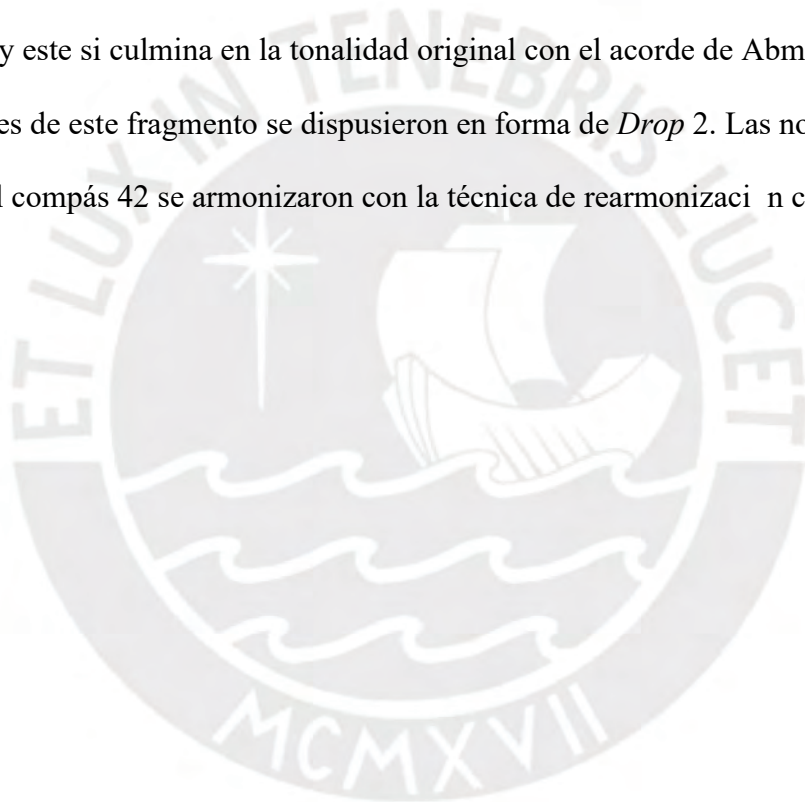 y este si culmina en la tonalidad original con el acorde de Abm
es de este fragmento se dispusieron en forma de Drop 2. Las no
l compás 42 se armonizaron con la técnica de rearmonizaci n c
ET LUX IN TENEBRIS LUCET
MCMXVII